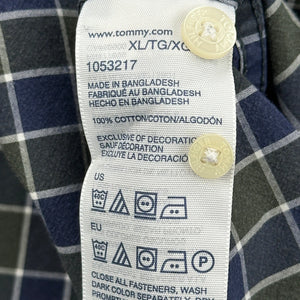 www.tommy.com
XL/TG/XG
1053217
MADE IN BANGLADESH
FABRIQUÉ AU BANGLADESH
HECHO EN BANGLADESH
100% COTTON/COTON/ALGODÓN
EXCLUSIVE OF DECORATION
SAUF DÉCORATION
EXCLUYE LA DECORACIÓN
US
EU
P
CLOSE ALL FASTENERS, WASH
DARK COLOR SEPARATELY, DRY